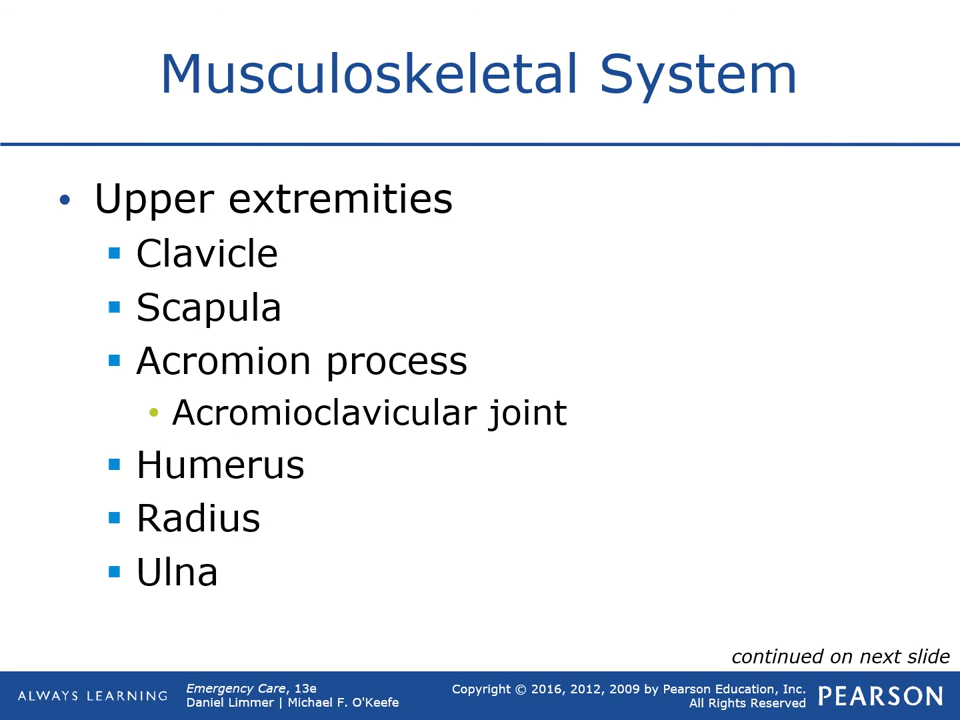 Musculoskeletal System
• Upper extremities
▪ Clavicle
▪ Scapula
▪ Acromion process
• Acromioclavicular joint
▪ Humerus
▪ Radius
▪ Ulna
continued on next slide
ALWAYS LEARNING
Emergency Care, 13e
Daniel Limmer | Michael F. O'Keefe
Copyright © 2016, 2012, 2009 by Pearson Education, Inc.
All Rights Reserved
PEARSON